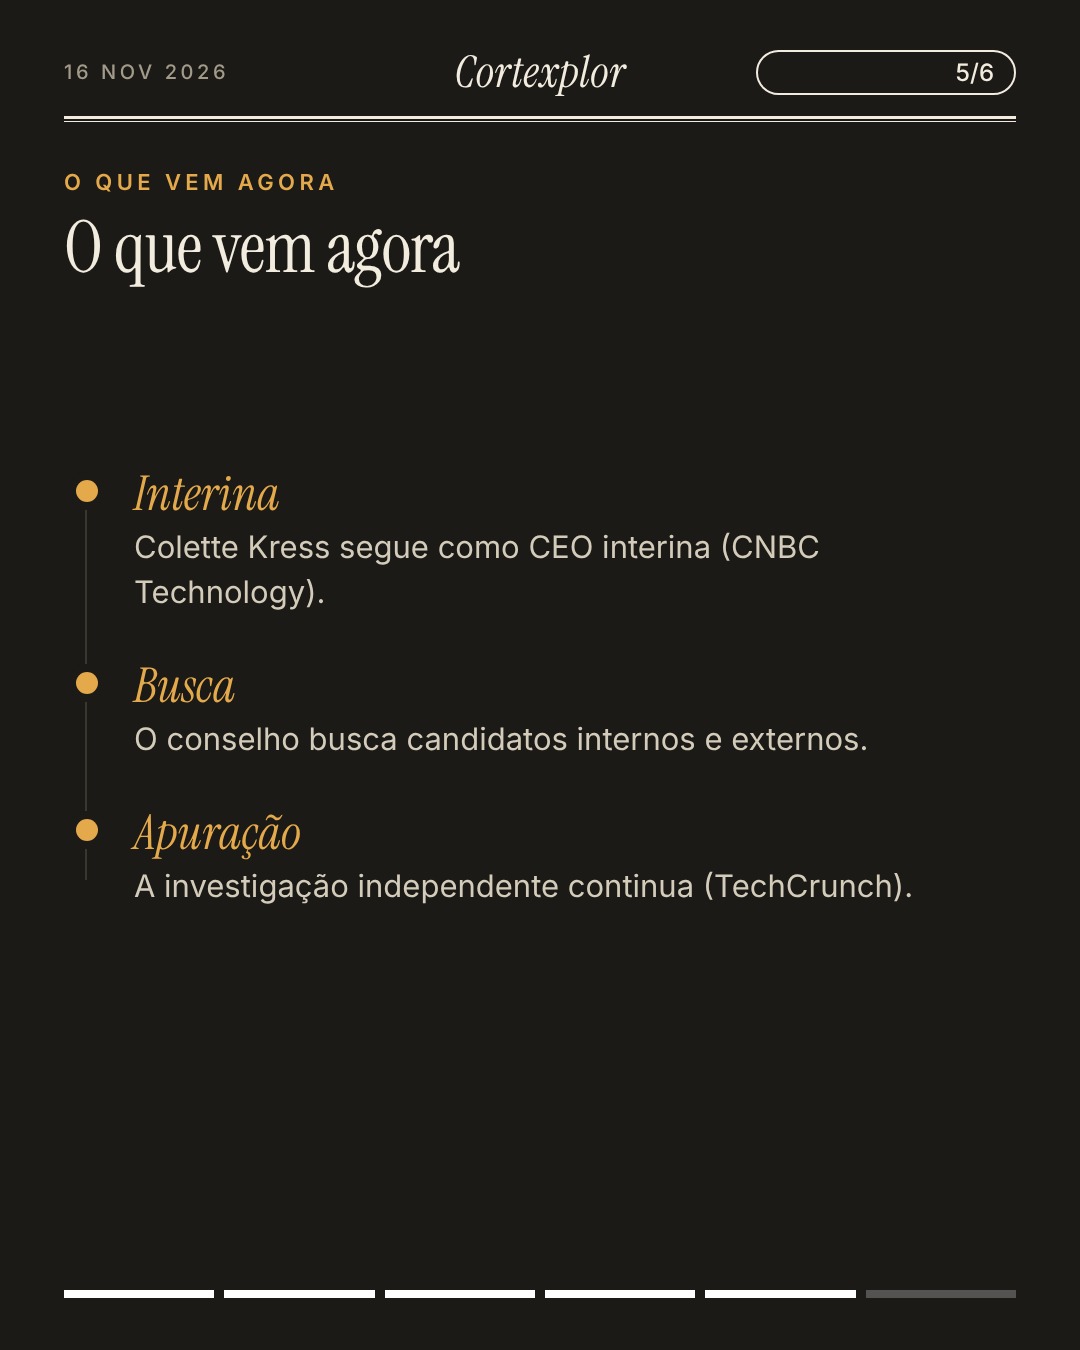 16 NOV 2026
Cortexplor
5/6
O QUE VEM AGORA
O que vem agora
Interina
Colette Kress segue como CEO interina (CNBC
Technology).
Busca
O conselho busca candidatos internos e externos.
Apuração
A investigação independente continua (TechCrunch).